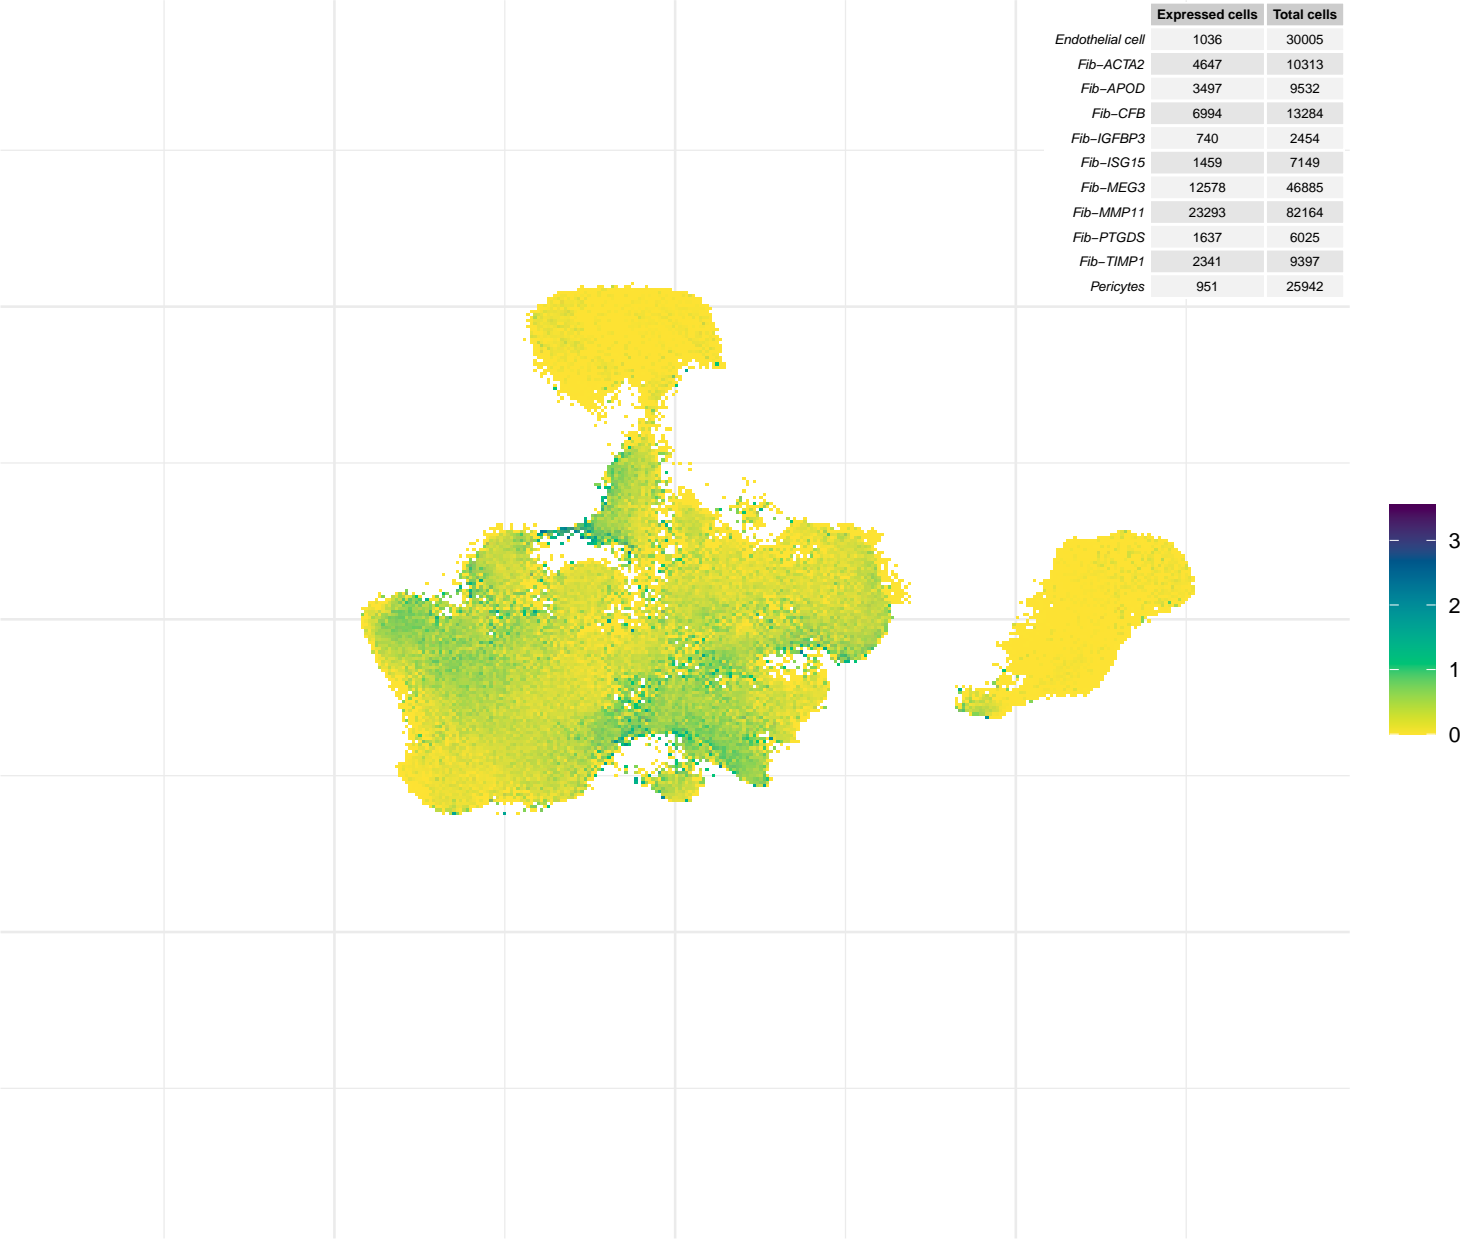 Expressed cells Total cells
Endothelial cell 1036 30005
Fib−ACTA2 4647 10313
Fib−APOD 3497 9532
Fib−CFB 6994 13284
Fib−IGFBP3 740 2454
Fib−ISG15 1459 7149
Fib−MEG3 12578 46885
Fib−MMP11 23293 82164
Fib−PTGDS 1637 6025
Fib−TIMP1 2341 9397
Pericytes 951 25942
3
2
1
0